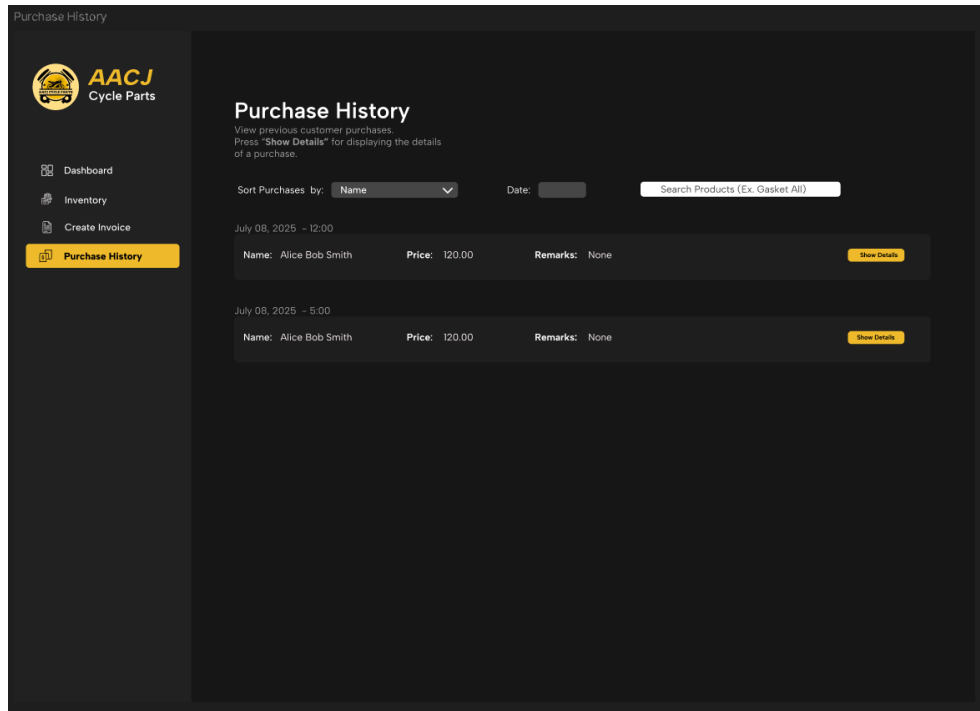 Purchase History
AACJ
Cycle Parts
Dashboard
Inventory
Create Invoice
Purchase History
Purchase History
View previous customer purchases.
Press "Show Details" for displaying the details
of a purchase.
Sort Purchases by: Name Date: Search Products (Ex. Gasket All)
July 08, 2025 - 12:00
Name: Alice Bob Smith Price: 120.00 Remarks: None Show Details
July 08, 2025 - 5:00
Name: Alice Bob Smith Price: 120.00 Remarks: None Show Details